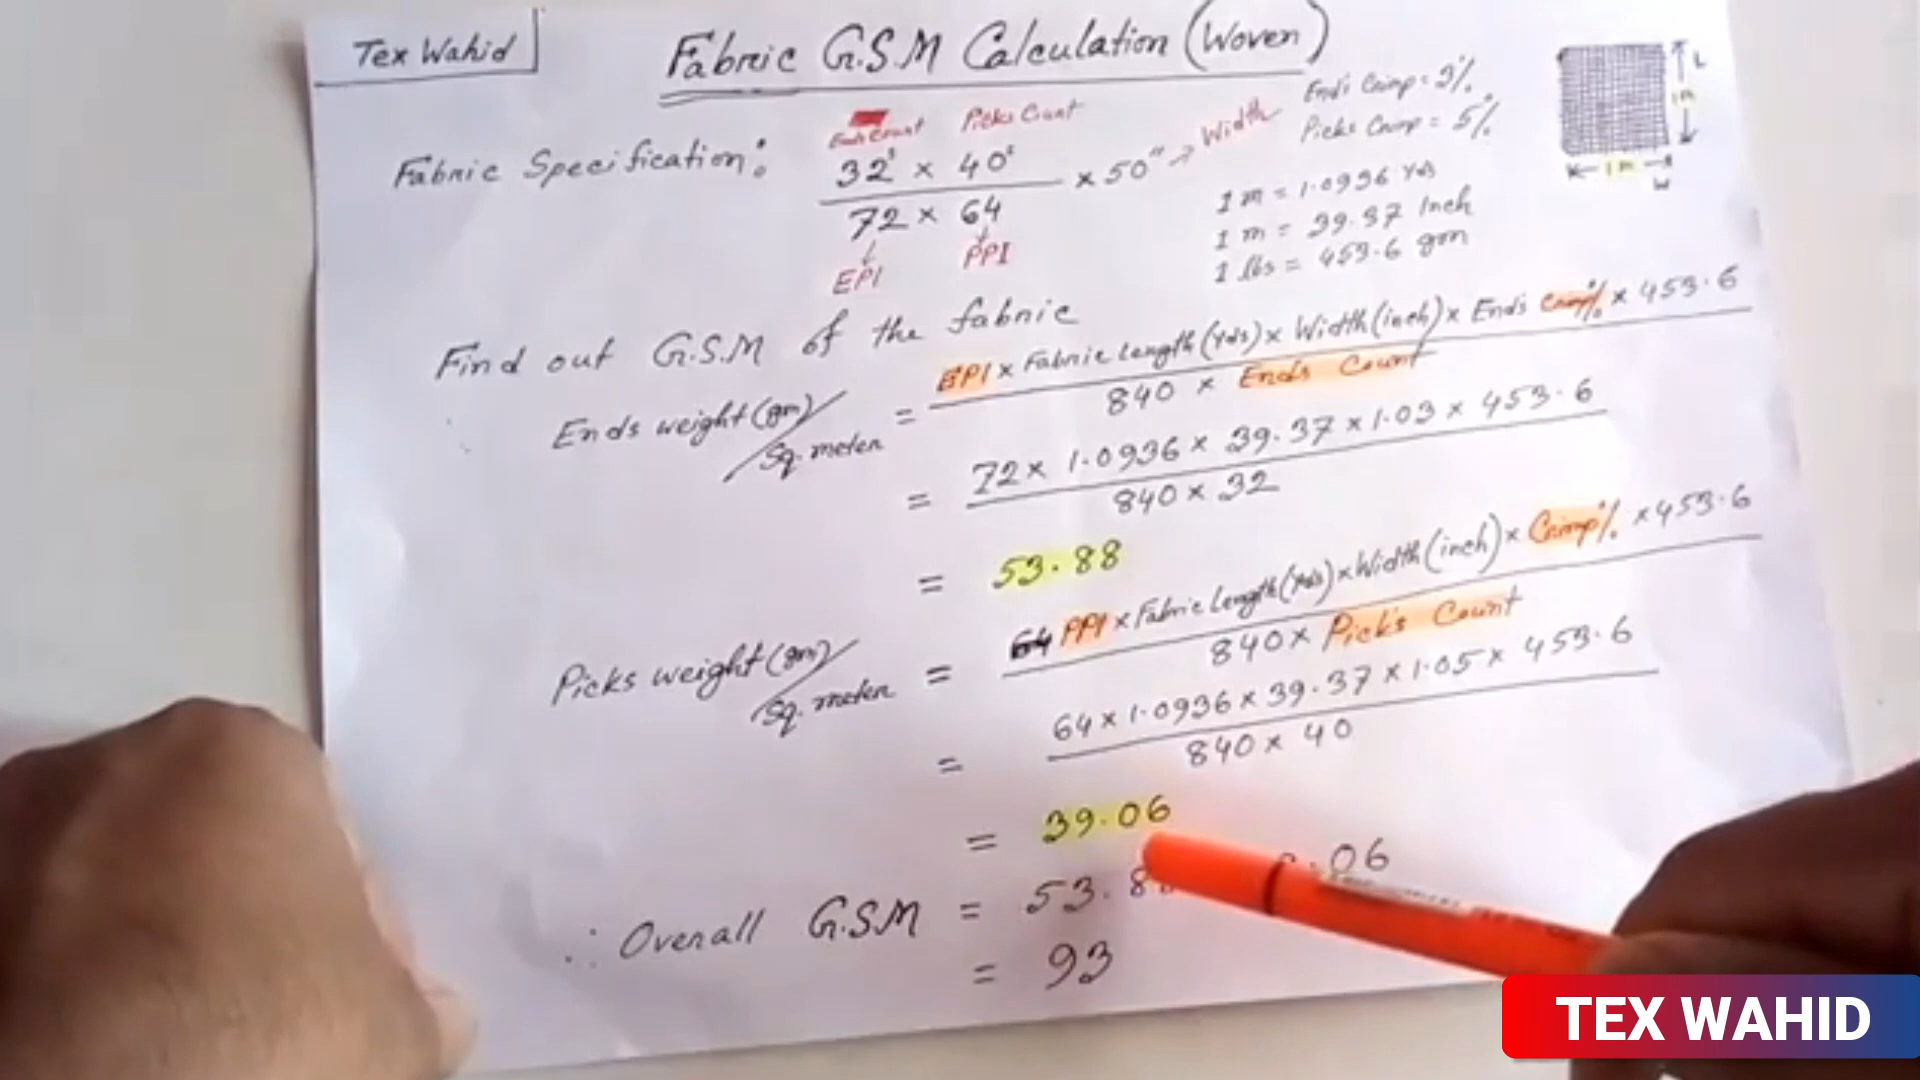 Tex Wahid
Fabric G.S.M Calculation (Woven)
Ends Count Picks Count
Fabric Specification: 32ˢ × 40ˢ × 50" → Width
72 × 64
EPI PPI
Ends Crimp = 3%
Picks Crimp = 5%
1 m = 1.0936 Yds
1 m = 39.37 Inch
1 lbs = 453.6 gm
L
1m
1m
W
Find out G.S.M of the fabric
Ends weight (gm)/Sq. meter = EPI × Fabric Length (Yds) × Width (inch) × Ends Crimp% × 453.6
840 × Ends Count
= 72 × 1.0936 × 39.37 × 1.03 × 453.6
840 × 32
= 53.88
Picks weight (gm)/Sq. meter = PPI × Fabric Length (Yds) × Width (inch) × Crimp% × 453.6
840 × Picks Count
= 64 × 1.0936 × 39.37 × 1.05 × 453.6
840 × 40
= 39.06
∴ Overall G.S.M = 53.8 .06
= 93
TEX WAHID